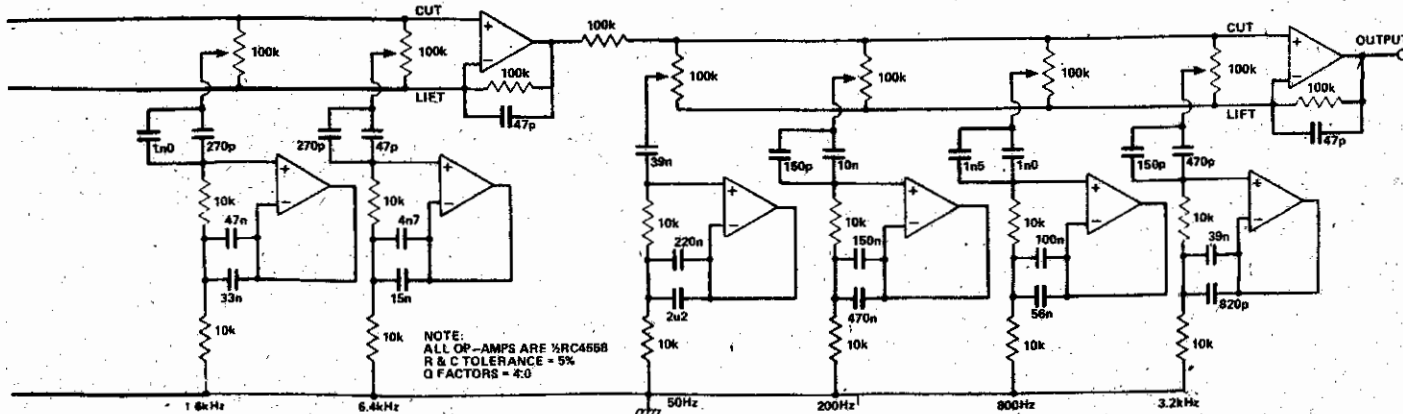 CUT
100k
100k
100k
LIFT
47p
1n0
270p
270p
47p
10k
47n
33n
10k
10k
4n7
15n
10k
NOTE:
ALL OP-AMPS ARE ½RC4558
R & C TOLERANCE = 5%
Q FACTORS = 4.0
1.6kHz
6.4kHz
100k
CUT
OUTPUT
100k
100k
100k
100k
100k
LIFT
47p
39n
150p
10n
1n5
1n0
150p
470p
10k
220n
2u2
10k
10k
150n
470n
10k
10k
100n
56n
10k
10k
39n
820p
10k
50Hz
200Hz
800Hz
3.2kHz